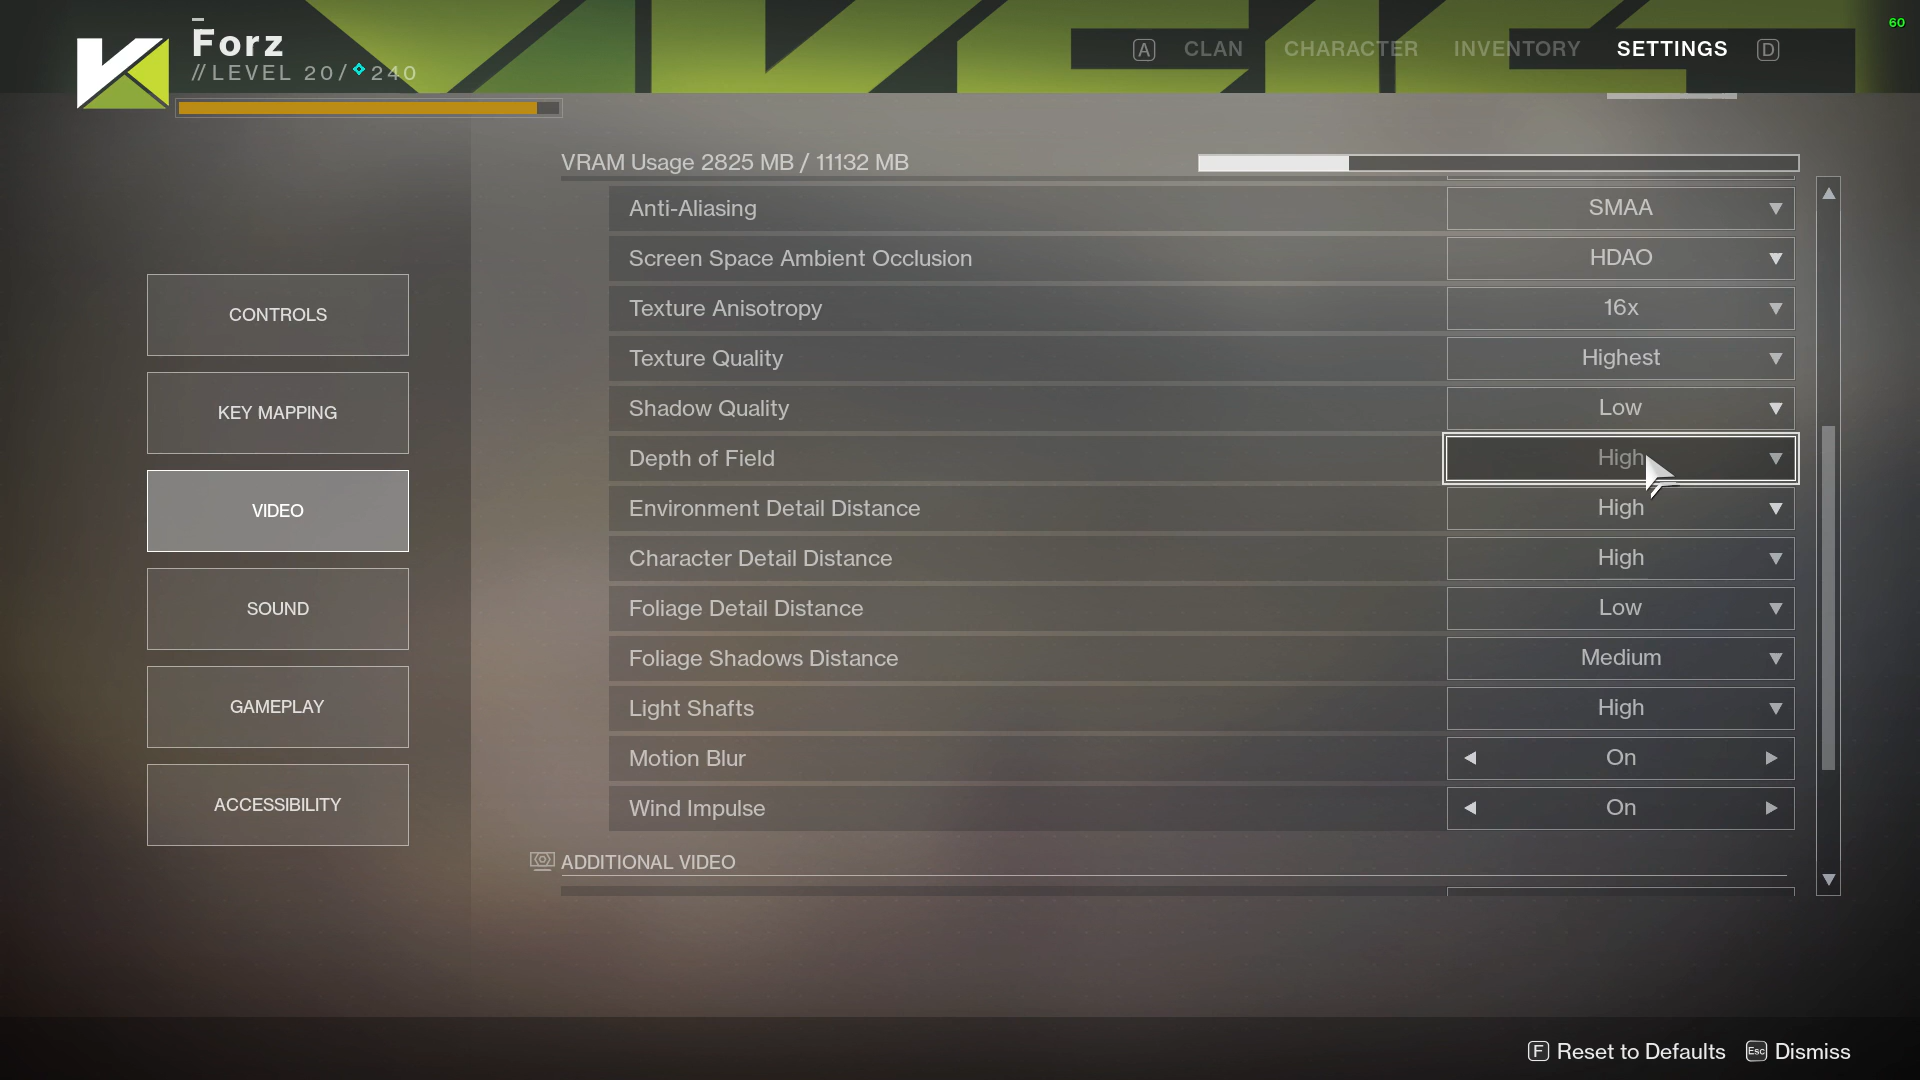 60
Forz
//LEVEL 20/240
A CLAN CHARACTER INVENTORY SETTINGS D
VRAM Usage 2825 MB / 11132 MB
Anti-Aliasing SMAA
Screen Space Ambient Occlusion HDAO
Texture Anisotropy 16x
Texture Quality Highest
Shadow Quality Low
Depth of Field High
Environment Detail Distance High
Character Detail Distance High
Foliage Detail Distance Low
Foliage Shadows Distance Medium
Light Shafts High
Motion Blur On
Wind Impulse On
ADDITIONAL VIDEO
CONTROLS
KEY MAPPING
VIDEO
SOUND
GAMEPLAY
ACCESSIBILITY
F Reset to Defaults Esc Dismiss